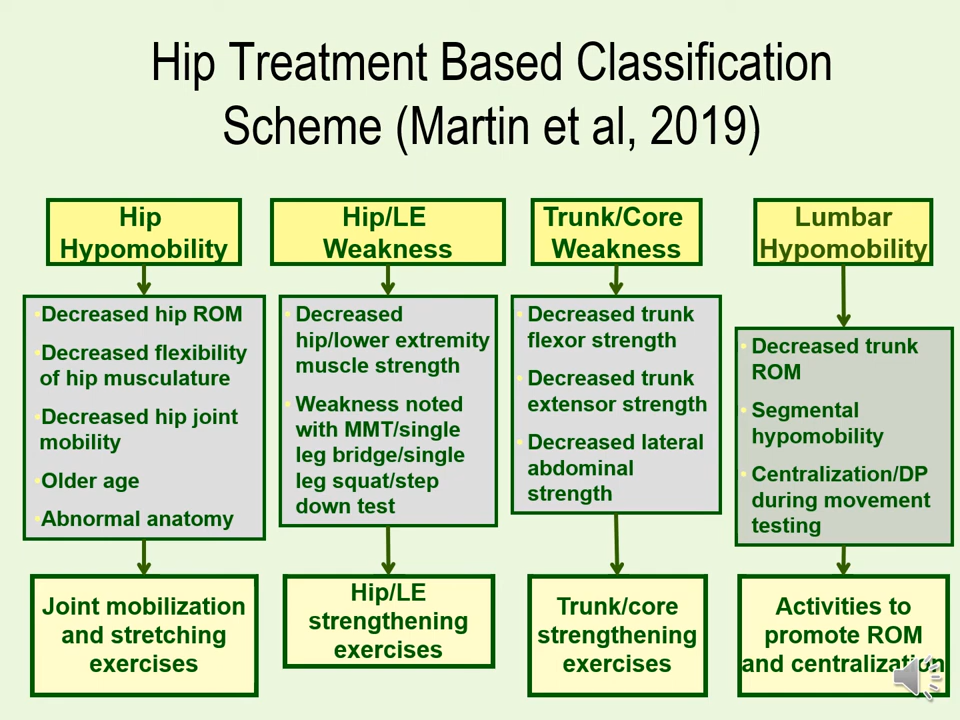 Hip Treatment Based Classification
Scheme (Martin et al, 2019)
Hip
Hypomobility
•Decreased hip ROM
•Decreased flexibility
of hip musculature
•Decreased hip joint
mobility
•Older age
•Abnormal anatomy
Joint mobilization
and stretching
exercises
Hip/LE
Weakness
• Decreased
hip/lower extremity
muscle strength
• Weakness noted
with MMT/single
leg bridge/single
leg squat/step
down test
Hip/LE
strengthening
exercises
Trunk/Core
Weakness
• Decreased trunk
flexor strength
• Decreased trunk
extensor strength
• Decreased lateral
abdominal
strength
Trunk/core
strengthening
exercises
Lumbar
Hypomobility
• Decreased trunk
ROM
• Segmental
hypomobility
• Centralization/DP
during movement
testing
Activities to
promote ROM
and centralization